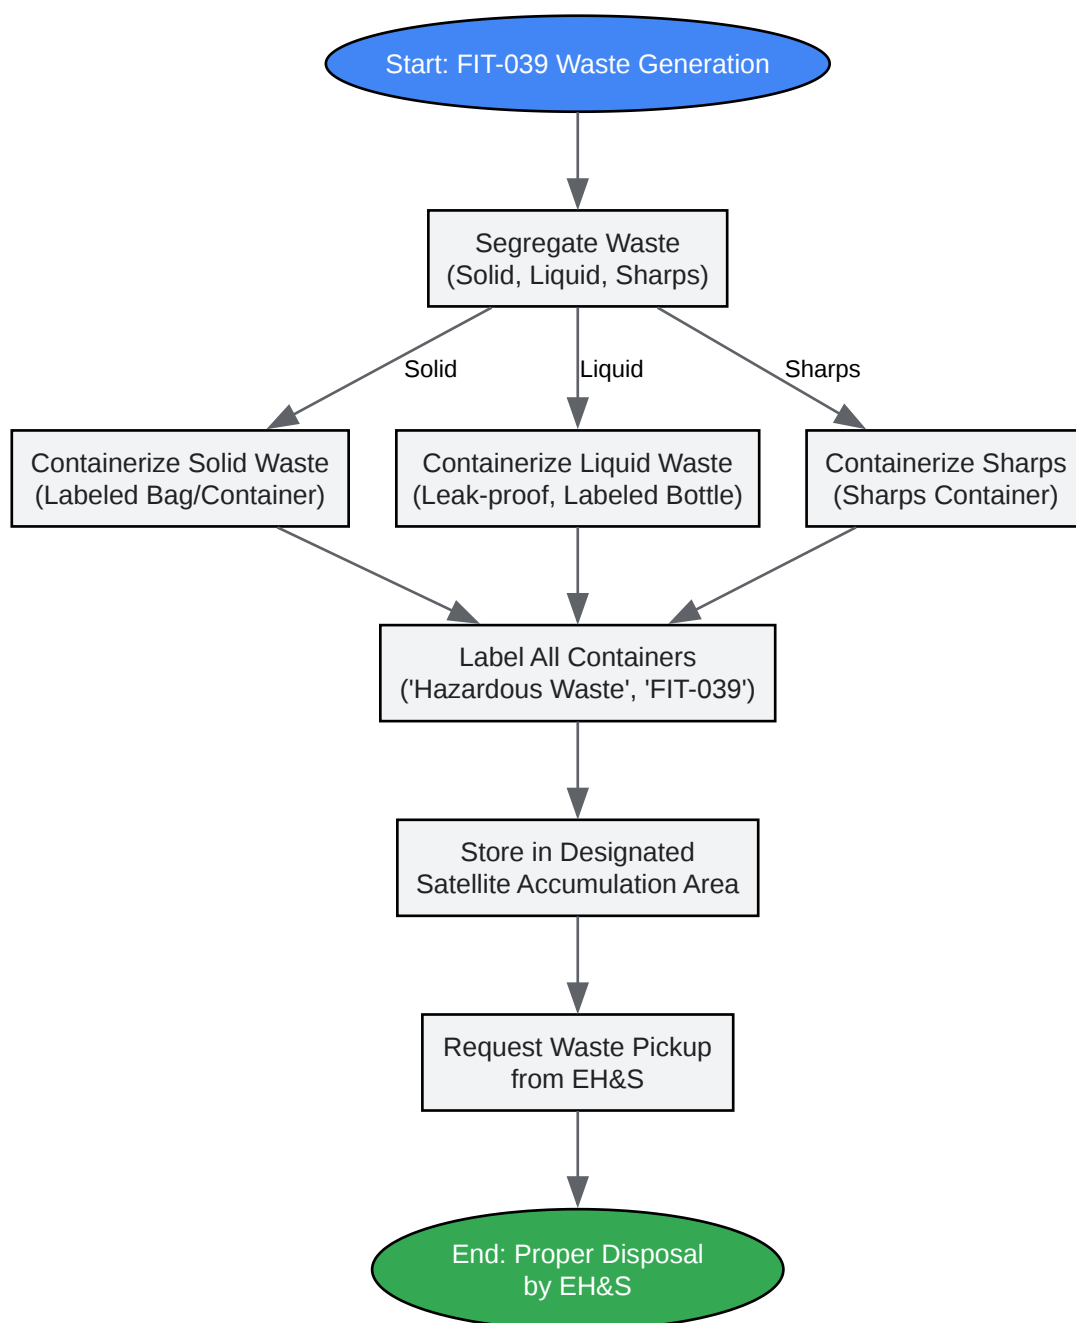 Start: FIT-039 Waste Generation
Segregate Waste
(Solid, Liquid, Sharps)
Solid
Liquid
Sharps
Containerize Solid Waste
(Labeled Bag/Container)
Containerize Liquid Waste
(Leak-proof, Labeled Bottle)
Containerize Sharps
(Sharps Container)
Label All Containers
('Hazardous Waste', 'FIT-039')
Store in Designated
Satellite Accumulation Area
Request Waste Pickup
from EH&S
End: Proper Disposal
by EH&S